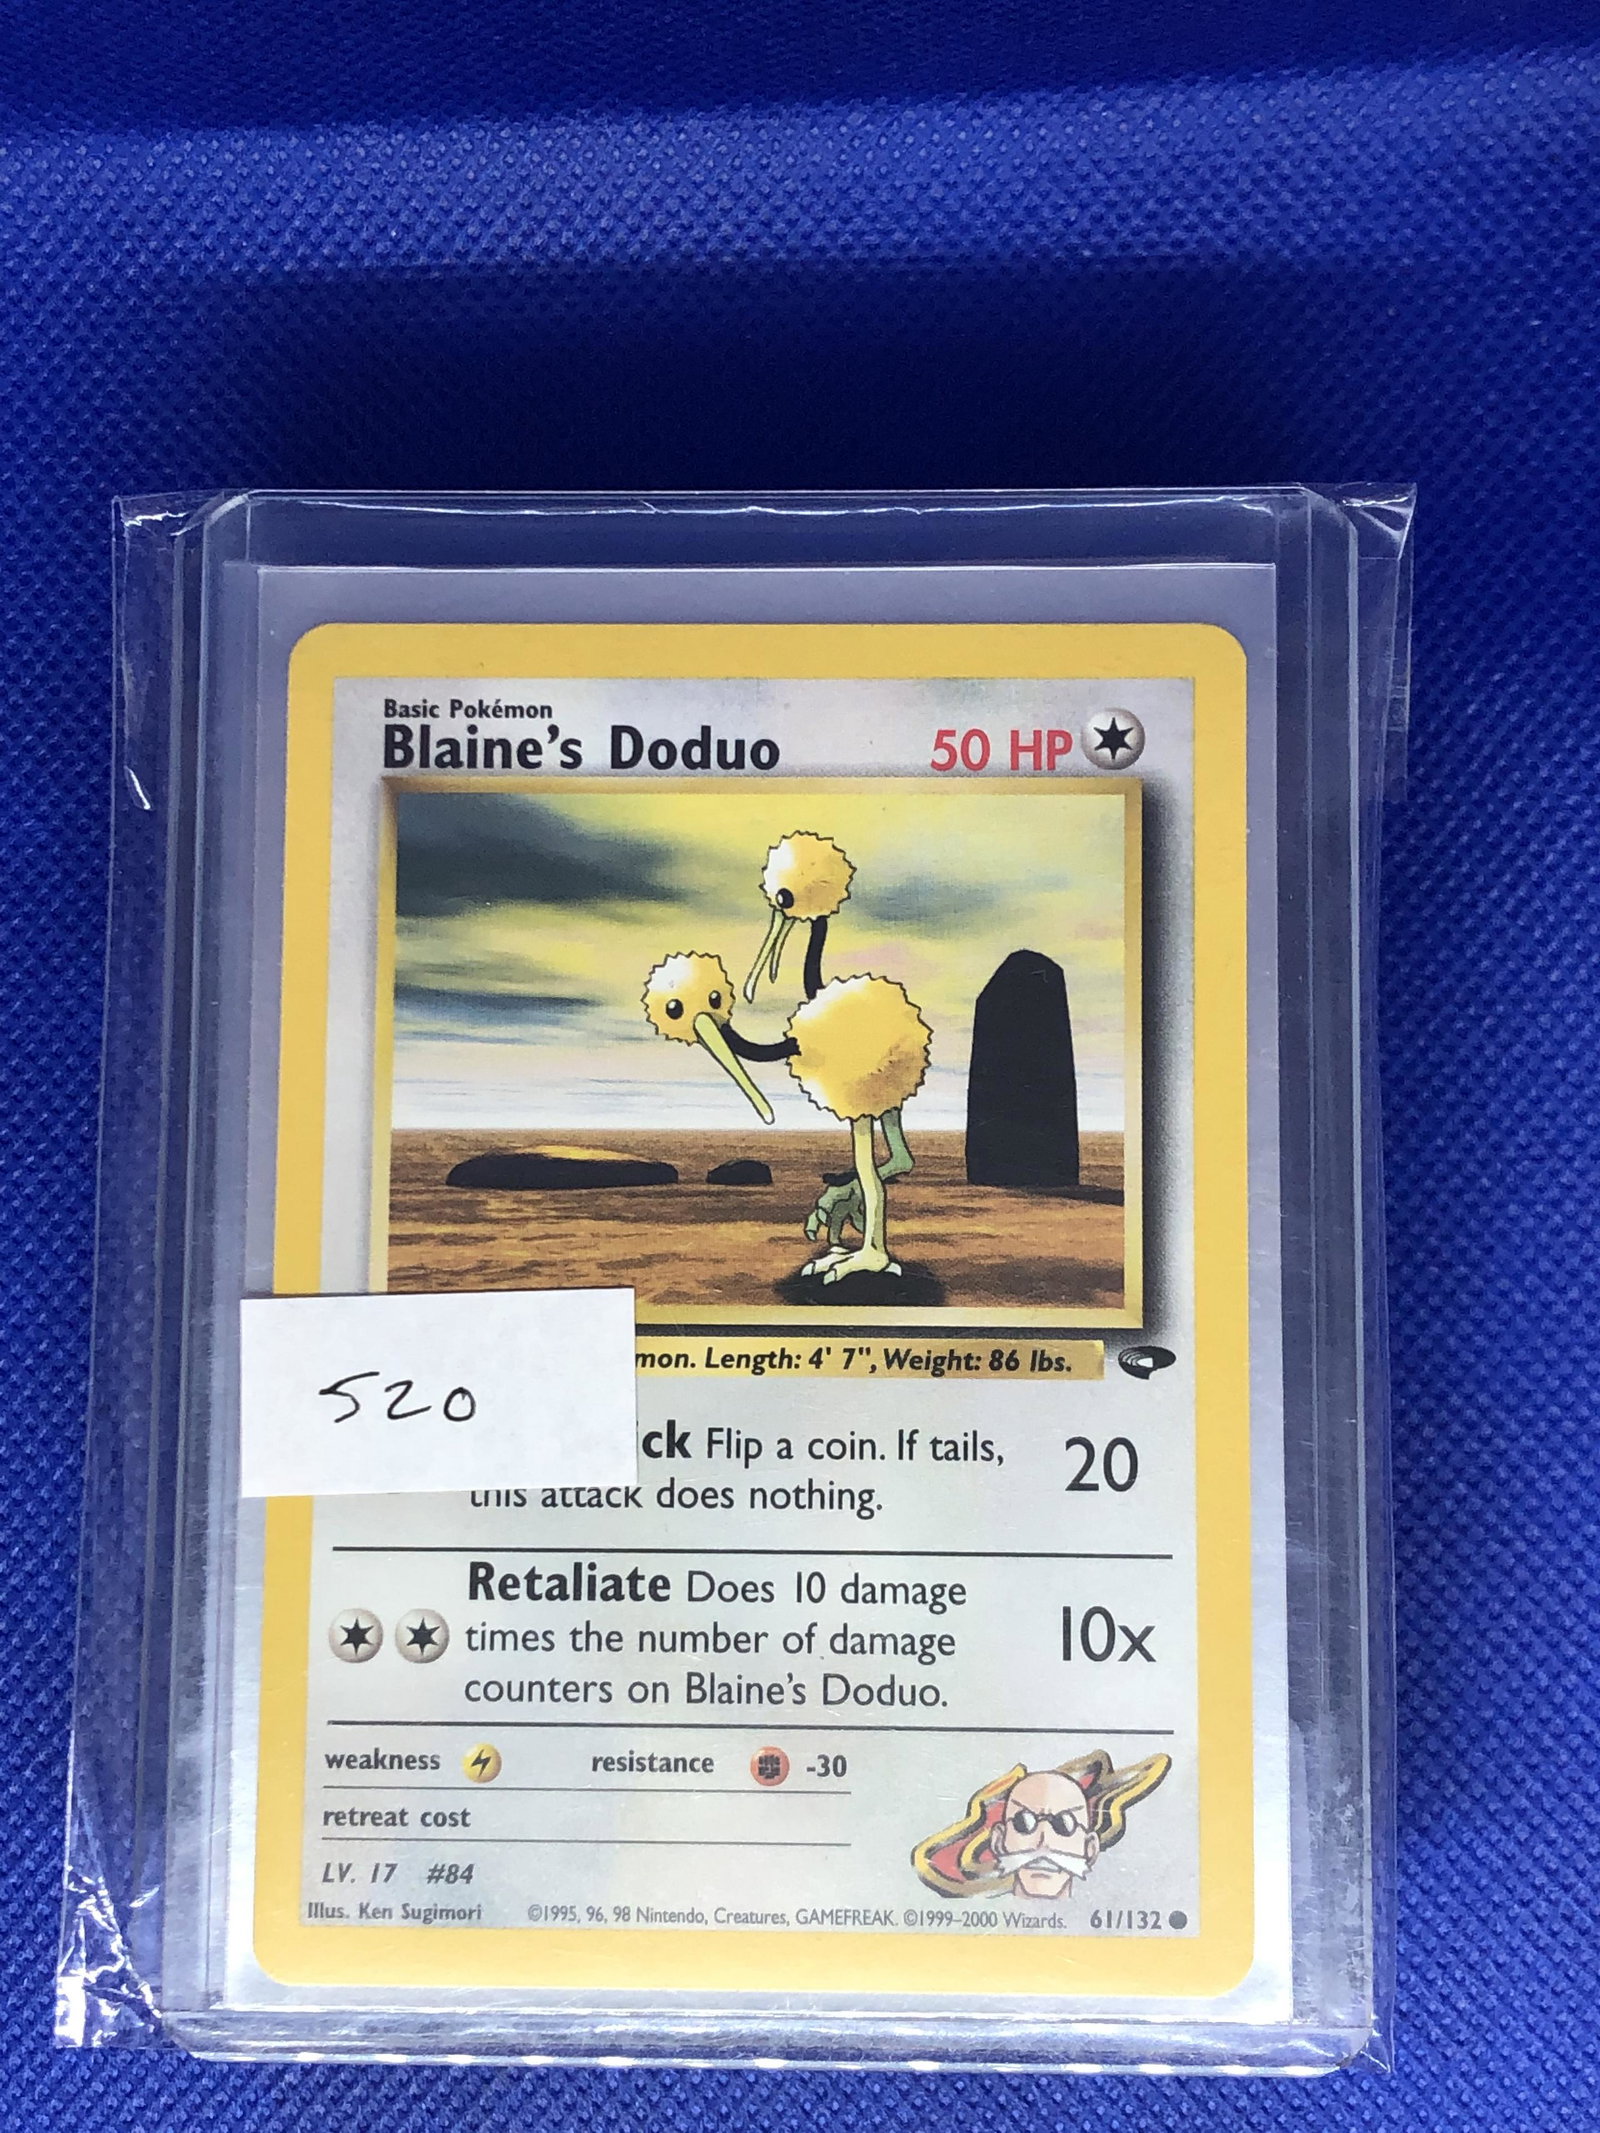 Basic Pokémon
Blaine's Doduo 50 HP
mon. Length: 4' 7", Weight: 86 lbs.
520
ck Flip a coin. If tails, 20
this attack does nothing.
Retaliate Does 10 damage
times the number of damage 10x
counters on Blaine's Doduo.
weakness resistance -30
retreat cost
LV. 17 #84
Illus. Ken Sugimori ©1995, 96, 98 Nintendo, Creatures, GAMEFREAK. ©1999-2000 Wizards. 61/132